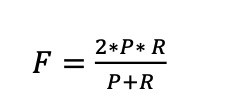 F = 2*P*R / P+R